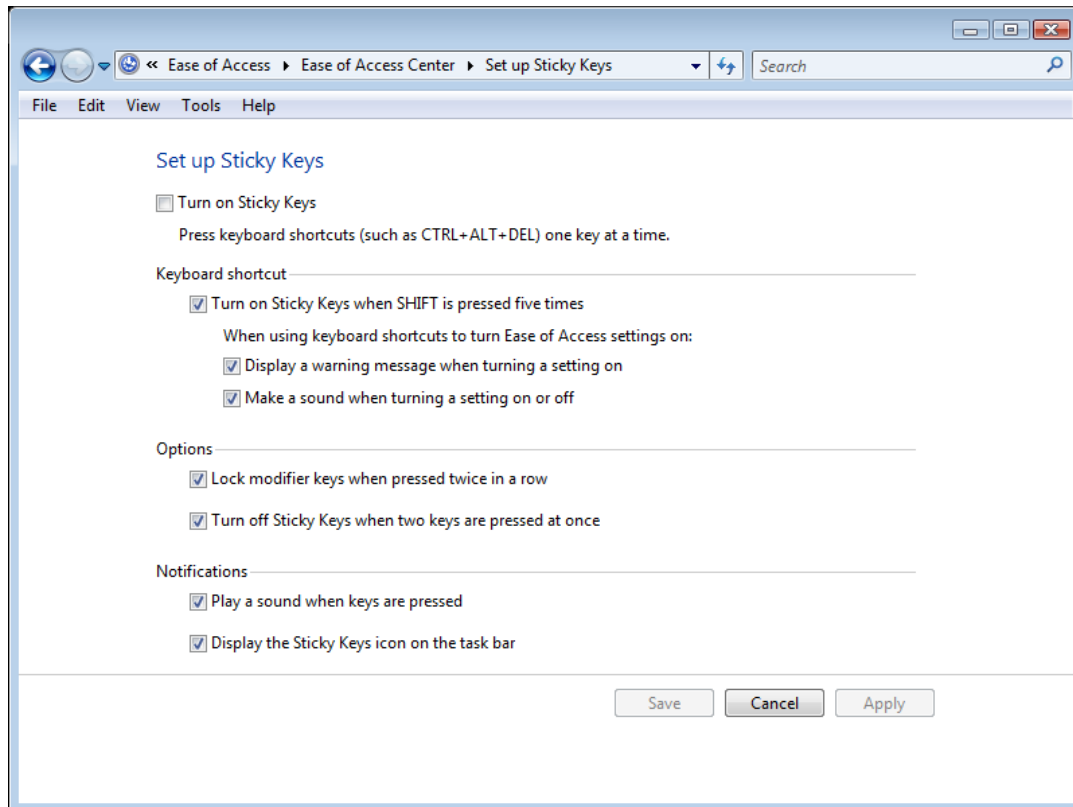 « Ease of Access ▸ Ease of Access Center ▸ Set up Sticky Keys Search
File Edit View Tools Help
Set up Sticky Keys
Turn on Sticky Keys
Press keyboard shortcuts (such as CTRL+ALT+DEL) one key at a time.
Keyboard shortcut
Turn on Sticky Keys when SHIFT is pressed five times
When using keyboard shortcuts to turn Ease of Access settings on:
Display a warning message when turning a setting on
Make a sound when turning a setting on or off
Options
Lock modifier keys when pressed twice in a row
Turn off Sticky Keys when two keys are pressed at once
Notifications
Play a sound when keys are pressed
Display the Sticky Keys icon on the task bar
Save Cancel Apply